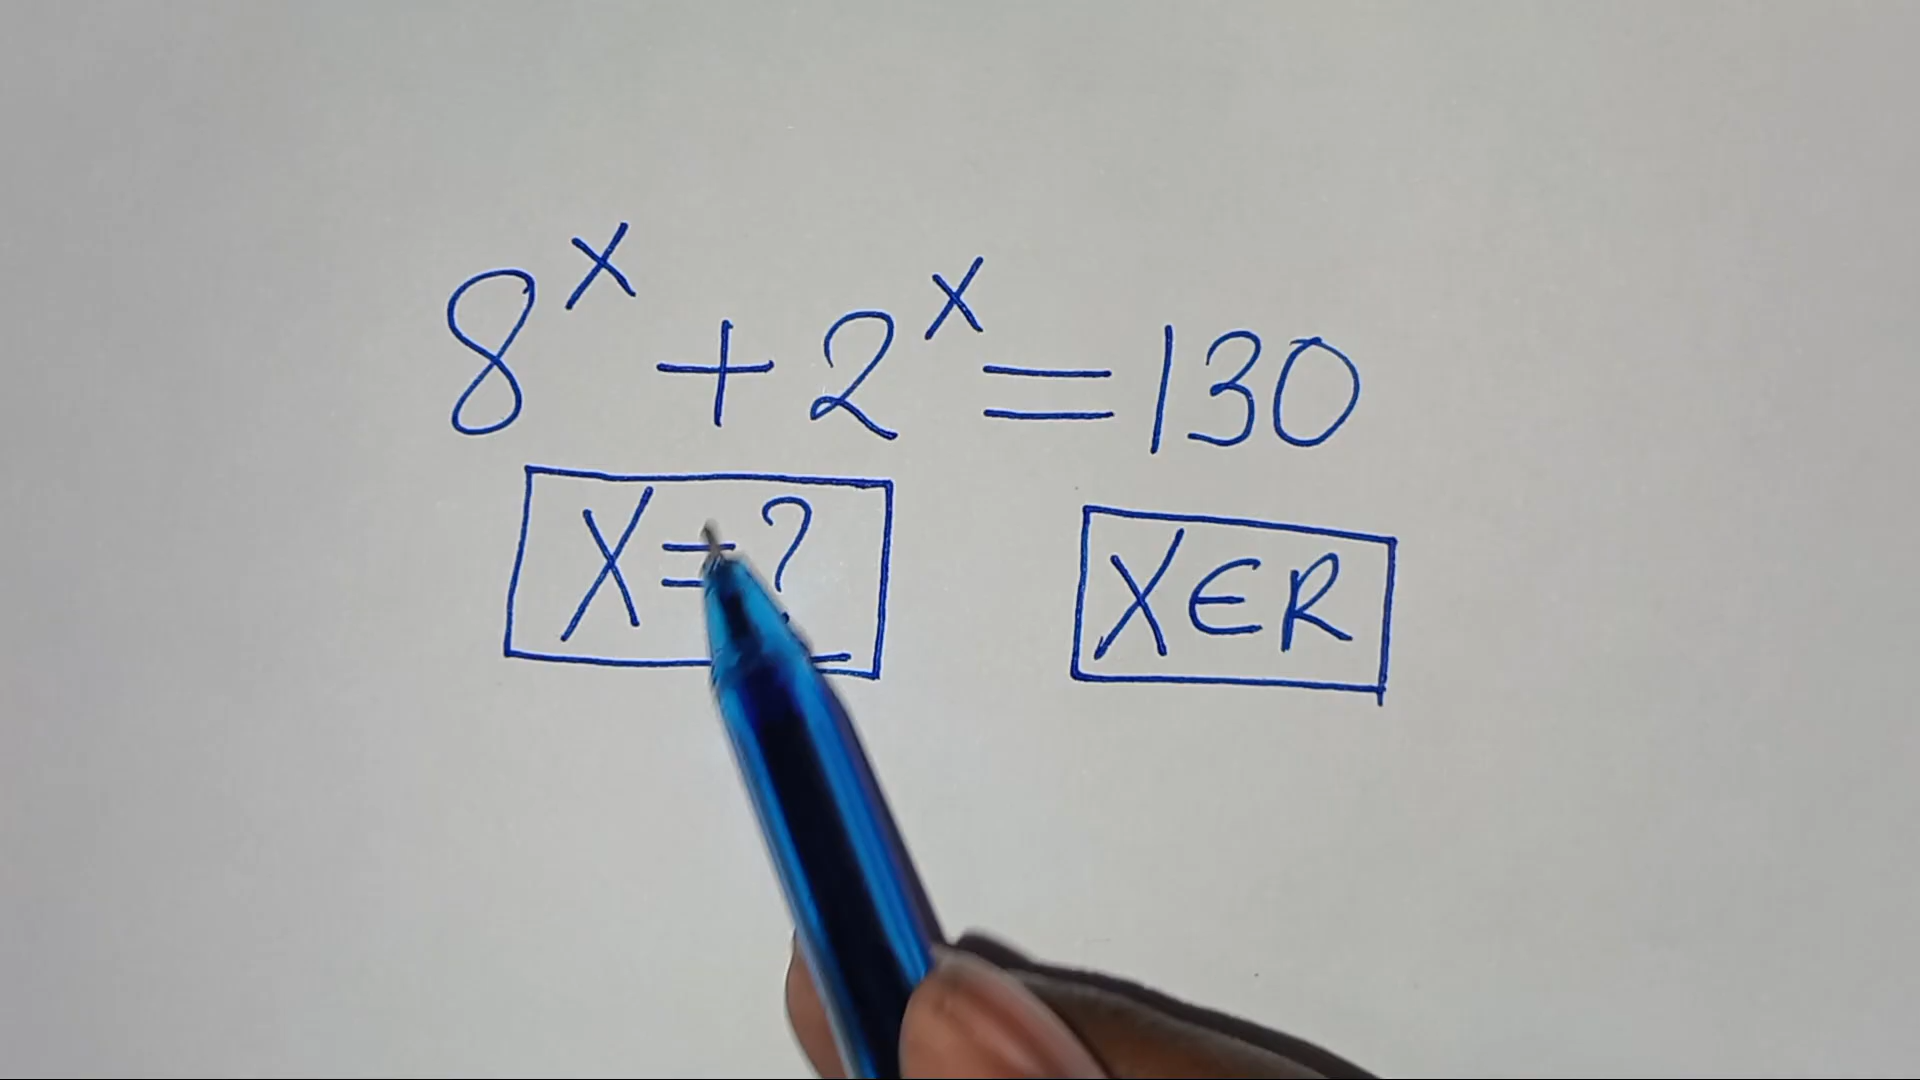 8^x + 2^x = 130
X = ? X ∈ R